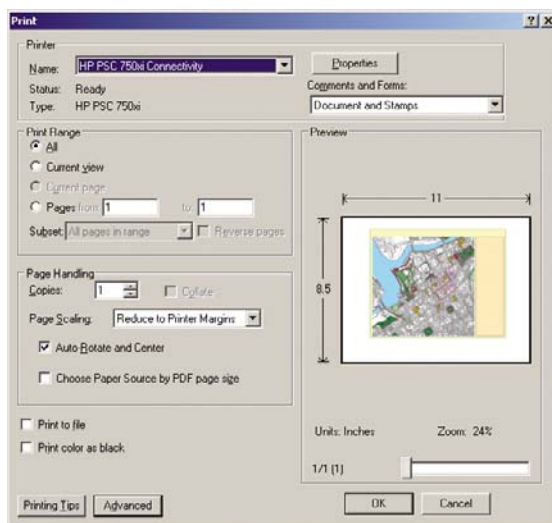 Print
Printer
Name: HP PSC 750xi Connectivity
Properties
Status: Ready
Comments and Forms:
Type: HP PSC 750xi
Document and Stamps
Print Range
All
Current view
Current page
Pages from: 1 to: 1
Subset: All pages in range Reverse pages
Page Handling
Copies: 1 Collate
Page Scaling: Reduce to Printer Margins
Auto-Rotate and Center
Choose Paper Source by PDF page size
Print to file
Print color as black
Preview
11
8.5
Units: Inches Zoom: 24%
1/1 (1)
Printing Tips Advanced OK Cancel